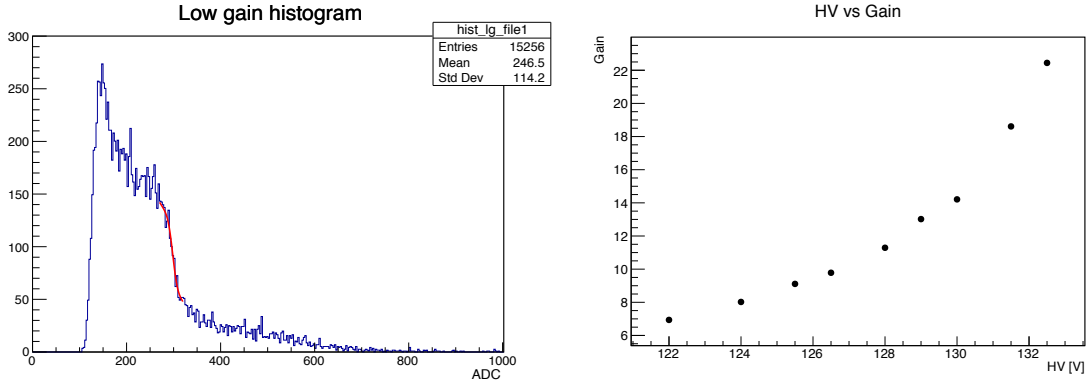 Low gain histogram
hist_lg_file1
Entries 15256
Mean 246.5
Std Dev 114.2
300
250
200
150
100
50
0
0 200 400 600 800 1000
ADC
HV vs Gain
Gain
22
20
18
16
14
12
10
8
6
122 124 126 128 130 132
HV [V]